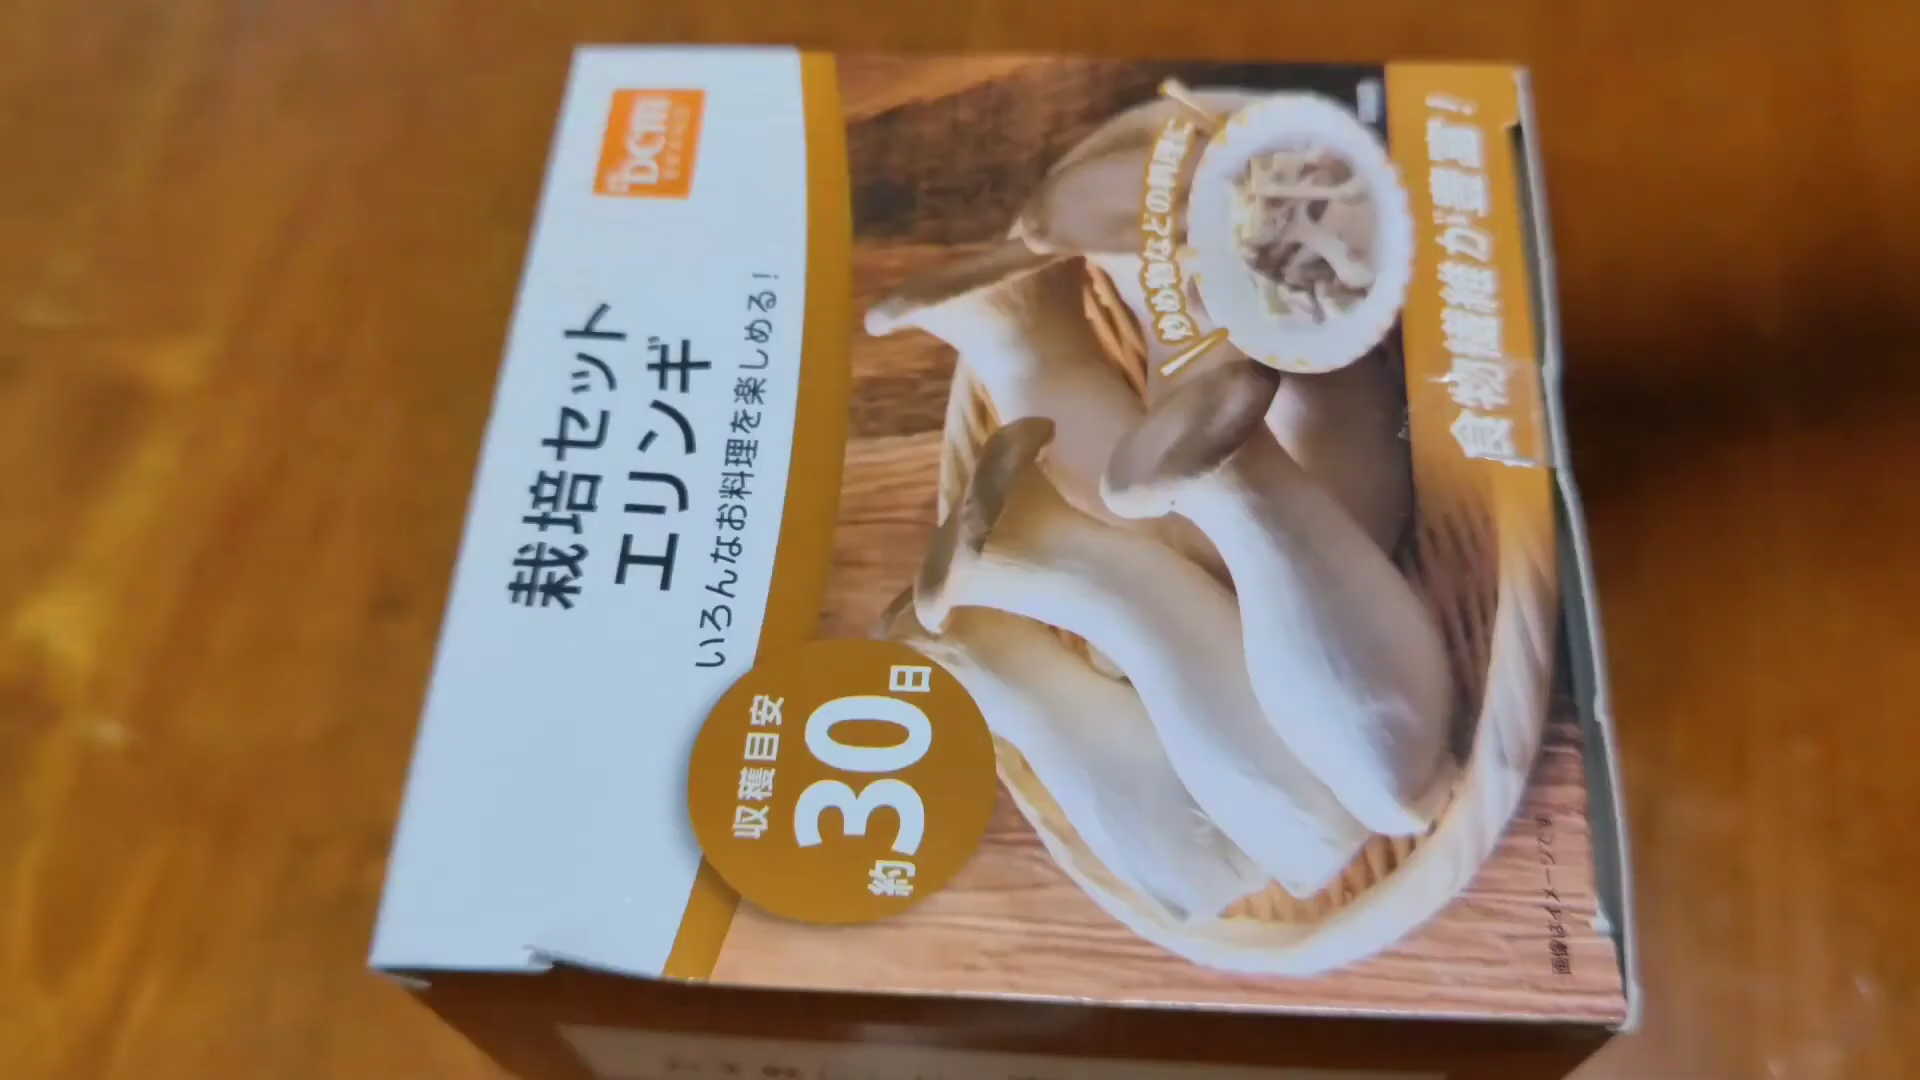 DCM
栽培セット
エリンギ
いろんなお料理を楽しめる！
収穫目安
約30日
炒め物などの料理に
食物繊維が豊富！
画像はイメージです